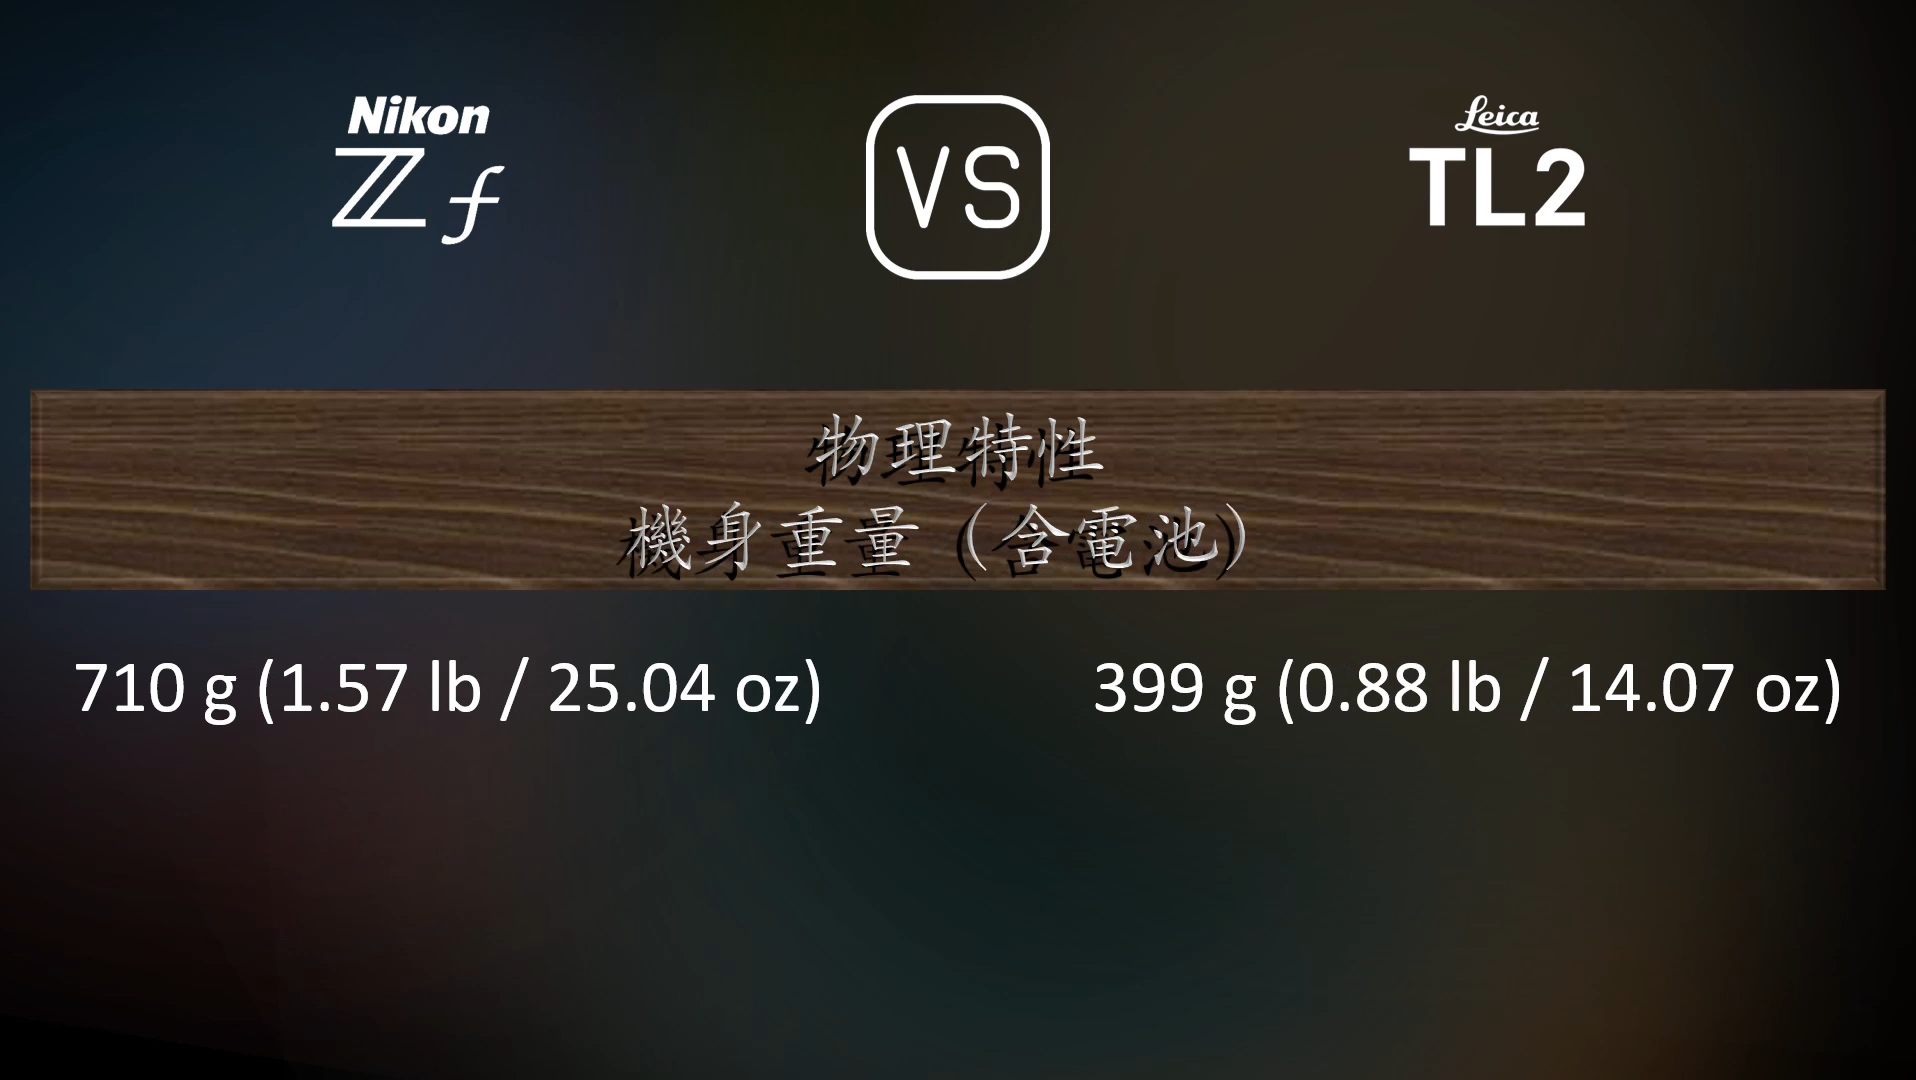 Nikon
Z f
VS
Leica
TL2
物理特性
機身重量（含電池）
710 g (1.57 lb / 25.04 oz)
399 g (0.88 lb / 14.07 oz)